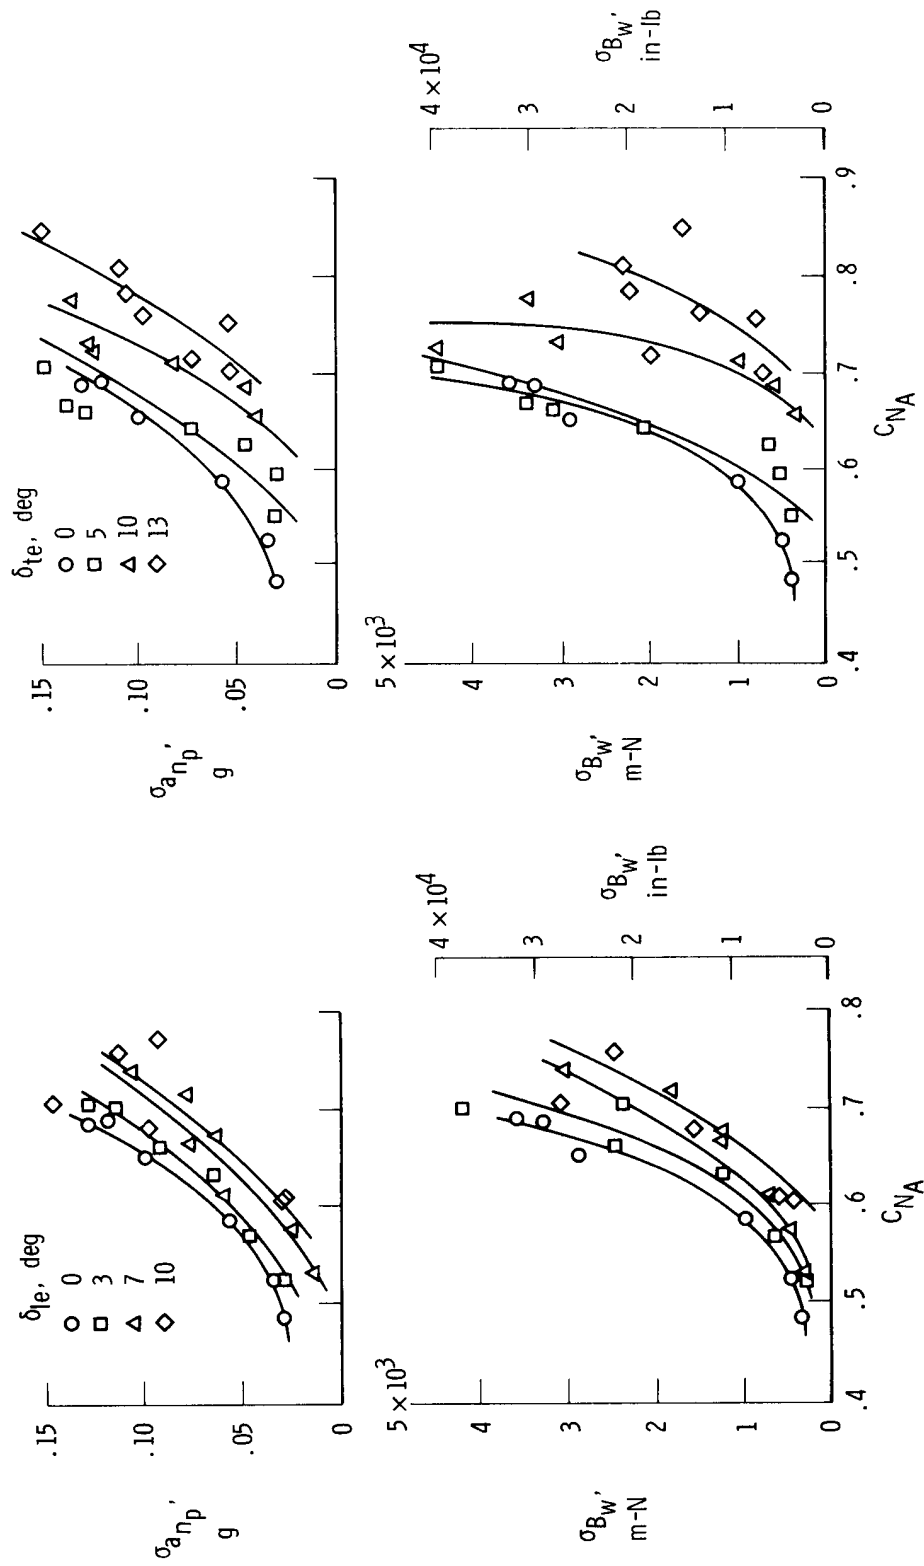 δle, deg
0
3
7
10
.15
.10
.05
0
σanp,
g
5 × 10³
4
3
2
1
0
σBw,
m-N
4 × 10⁴
3
2
1
0
σBw,
in-lb
.4
.5
.6
.7
.8
CNA
δte, deg
0
5
10
13
.15
.10
.05
0
σanp,
g
5 × 10³
4
3
2
1
0
σBw,
m-N
4 × 10⁴
3
2
1
0
σBw,
in-lb
.4
.5
.6
.7
.8
.9
CNA